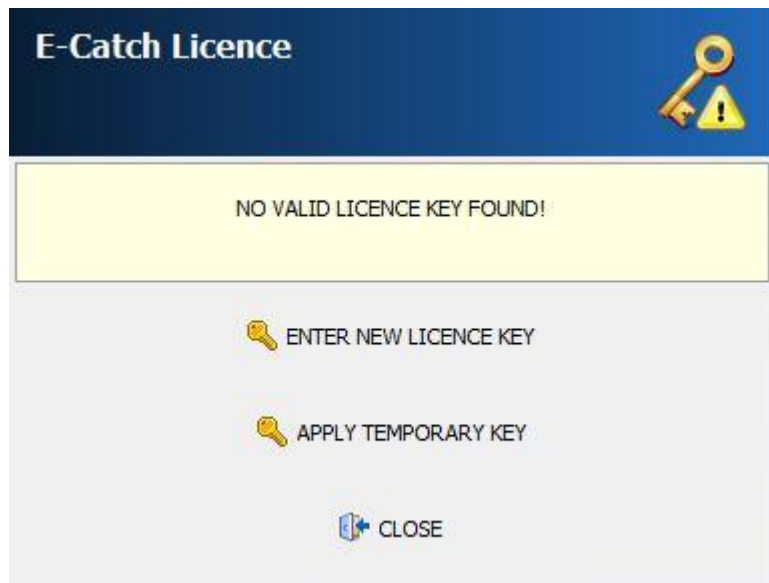 E-Catch Licence
NO VALID LICENCE KEY FOUND!
ENTER NEW LICENCE KEY
APPLY TEMPORARY KEY
CLOSE